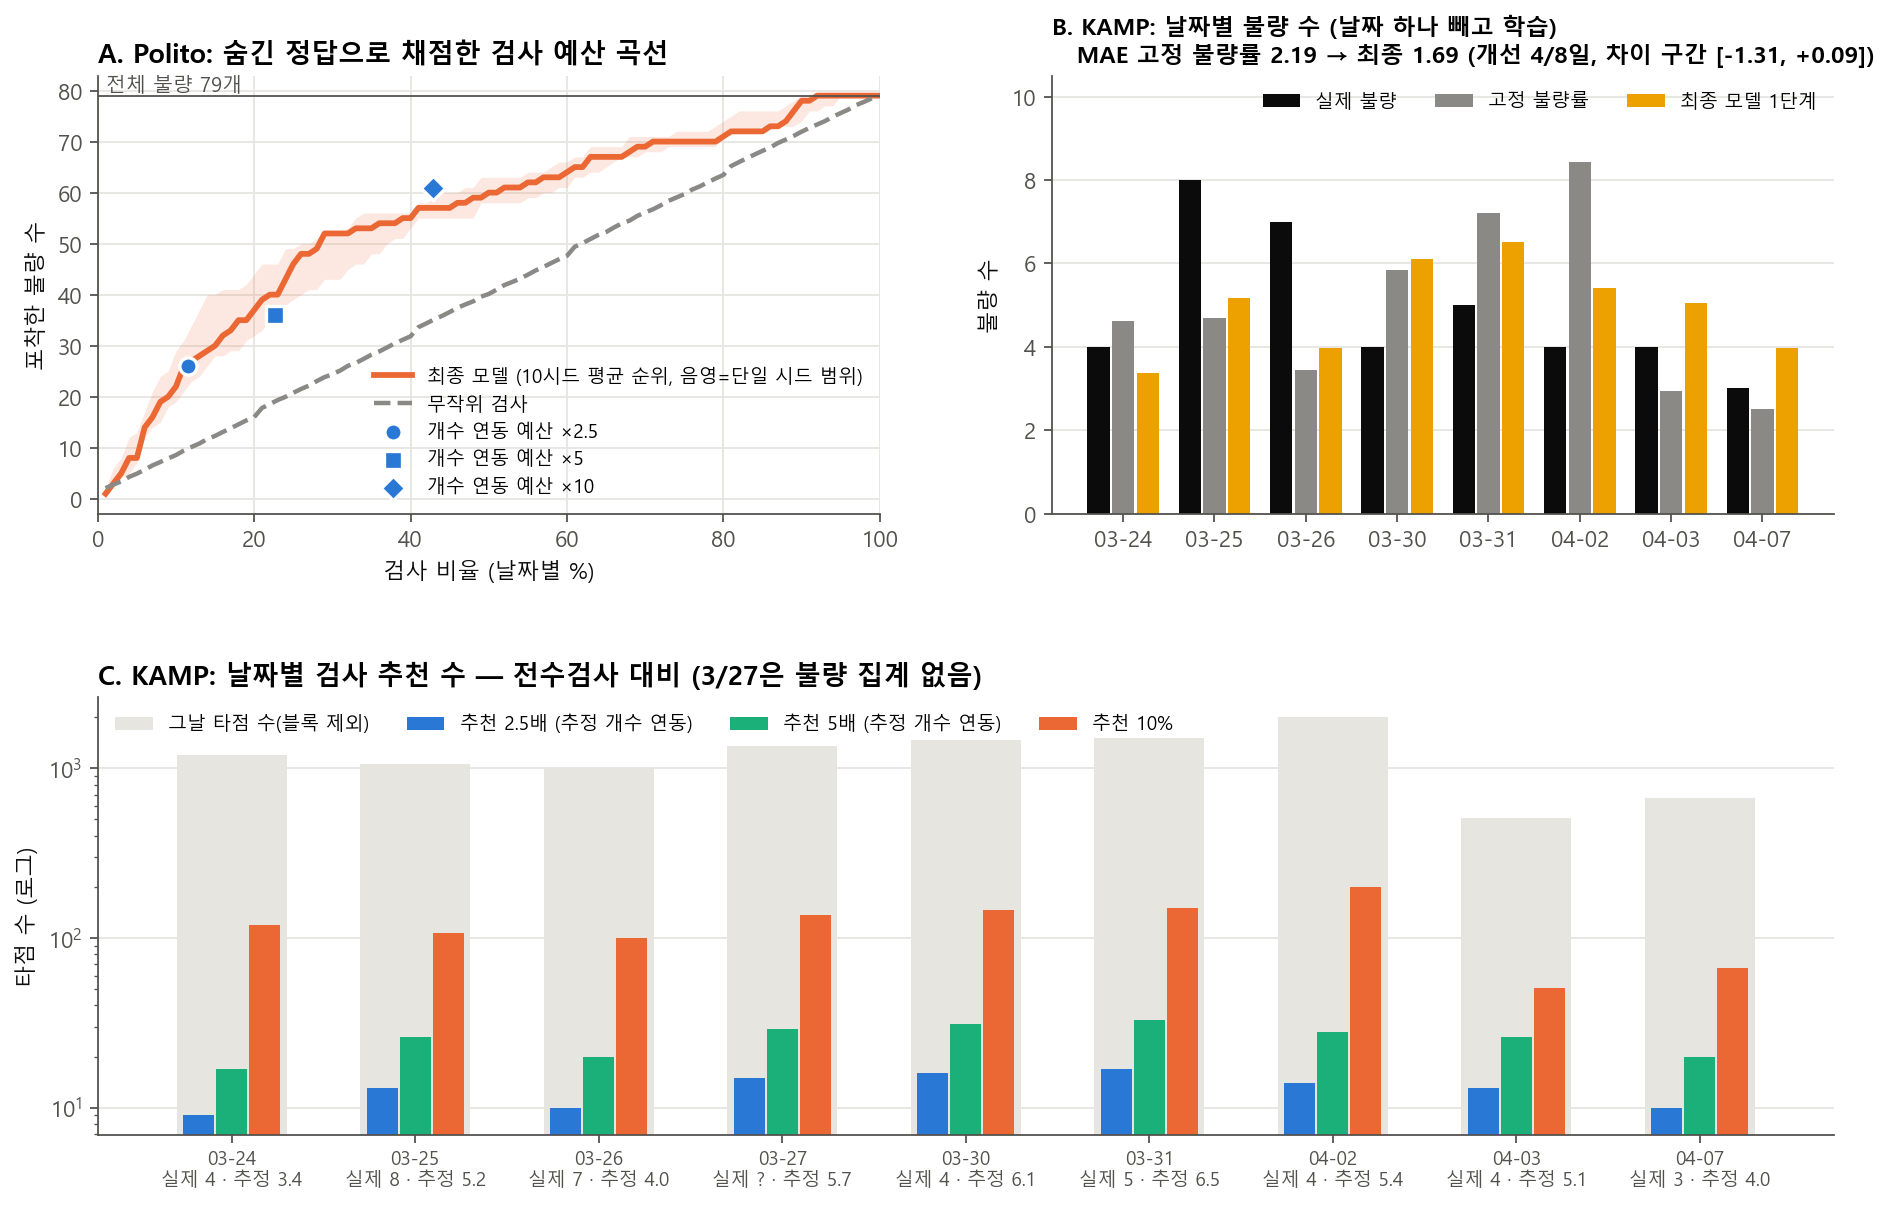 A. Polito: 숨긴 정답으로 채점한 검사 예산 곡선
전체 불량 79개
80
70
60
50
40
30
20
10
0
포착한 불량 수
최종 모델 (10시드 평균 순위, 음영=단일 시드 범위)
무작위 검사
개수 연동 예산 ×2.5
개수 연동 예산 ×5
개수 연동 예산 ×10
0 20 40 60 80 100
검사 비율 (날짜별 %)
B. KAMP: 날짜별 불량 수 (날짜 하나 빼고 학습)
MAE 고정 불량률 2.19 → 최종 1.69 (개선 4/8일, 차이 구간 [-1.31, +0.09])
실제 불량 고정 불량률 최종 모델 1단계
10
8
6
4
2
0
불량 수
03-24 03-25 03-26 03-30 03-31 04-02 04-03 04-07
C. KAMP: 날짜별 검사 추천 수 — 전수검사 대비 (3/27은 불량 집계 없음)
그날 타점 수(블록 제외) 추천 2.5배 (추정 개수 연동) 추천 5배 (추정 개수 연동) 추천 10%
10³
10²
10¹
타점 수 (로그)
03-24 03-25 03-26 03-27 03-30 03-31 04-02 04-03 04-07
실제 4 · 추정 3.4 실제 8 · 추정 5.2 실제 7 · 추정 4.0 실제 ? · 추정 5.7 실제 4 · 추정 6.1 실제 5 · 추정 6.5 실제 4 · 추정 5.4 실제 4 · 추정 5.1 실제 3 · 추정 4.0